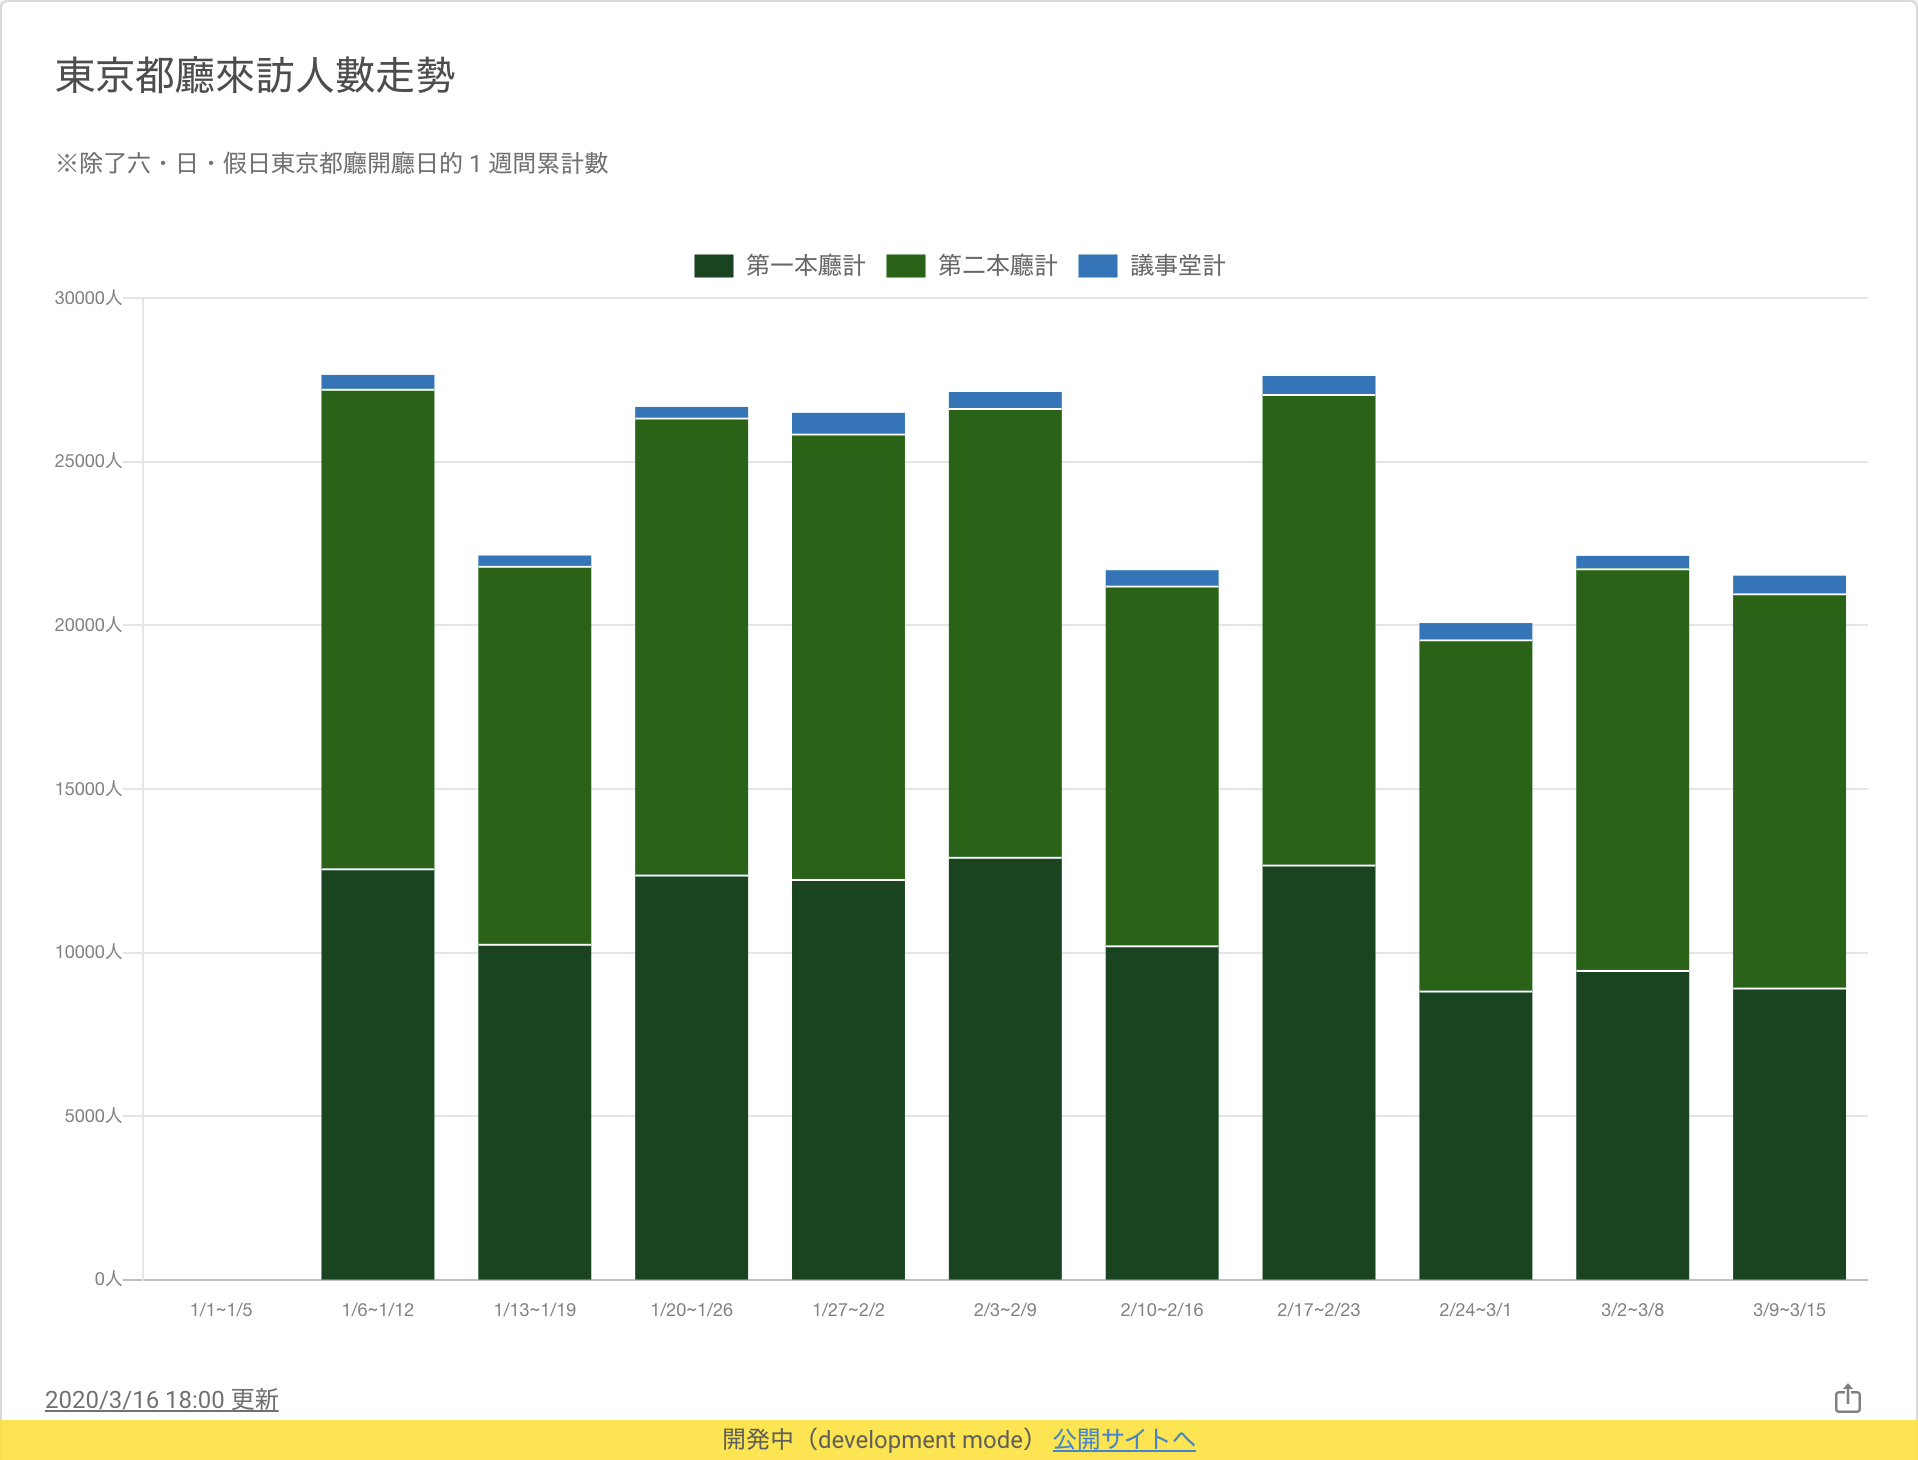 東京都廳來訪人數走勢
※除了六・日・假日東京都廳開廳日的 1 週間累計數
第一本廳計 第二本廳計 議事堂計
30000人
25000人
20000人
15000人
10000人
5000人
0人
1/1~1/5 1/6~1/12 1/13~1/19 1/20~1/26 1/27~2/2 2/3~2/9 2/10~2/16 2/17~2/23 2/24~3/1 3/2~3/8 3/9~3/15
2020/3/16 18:00 更新
開発中（development mode） 公開サイトへ